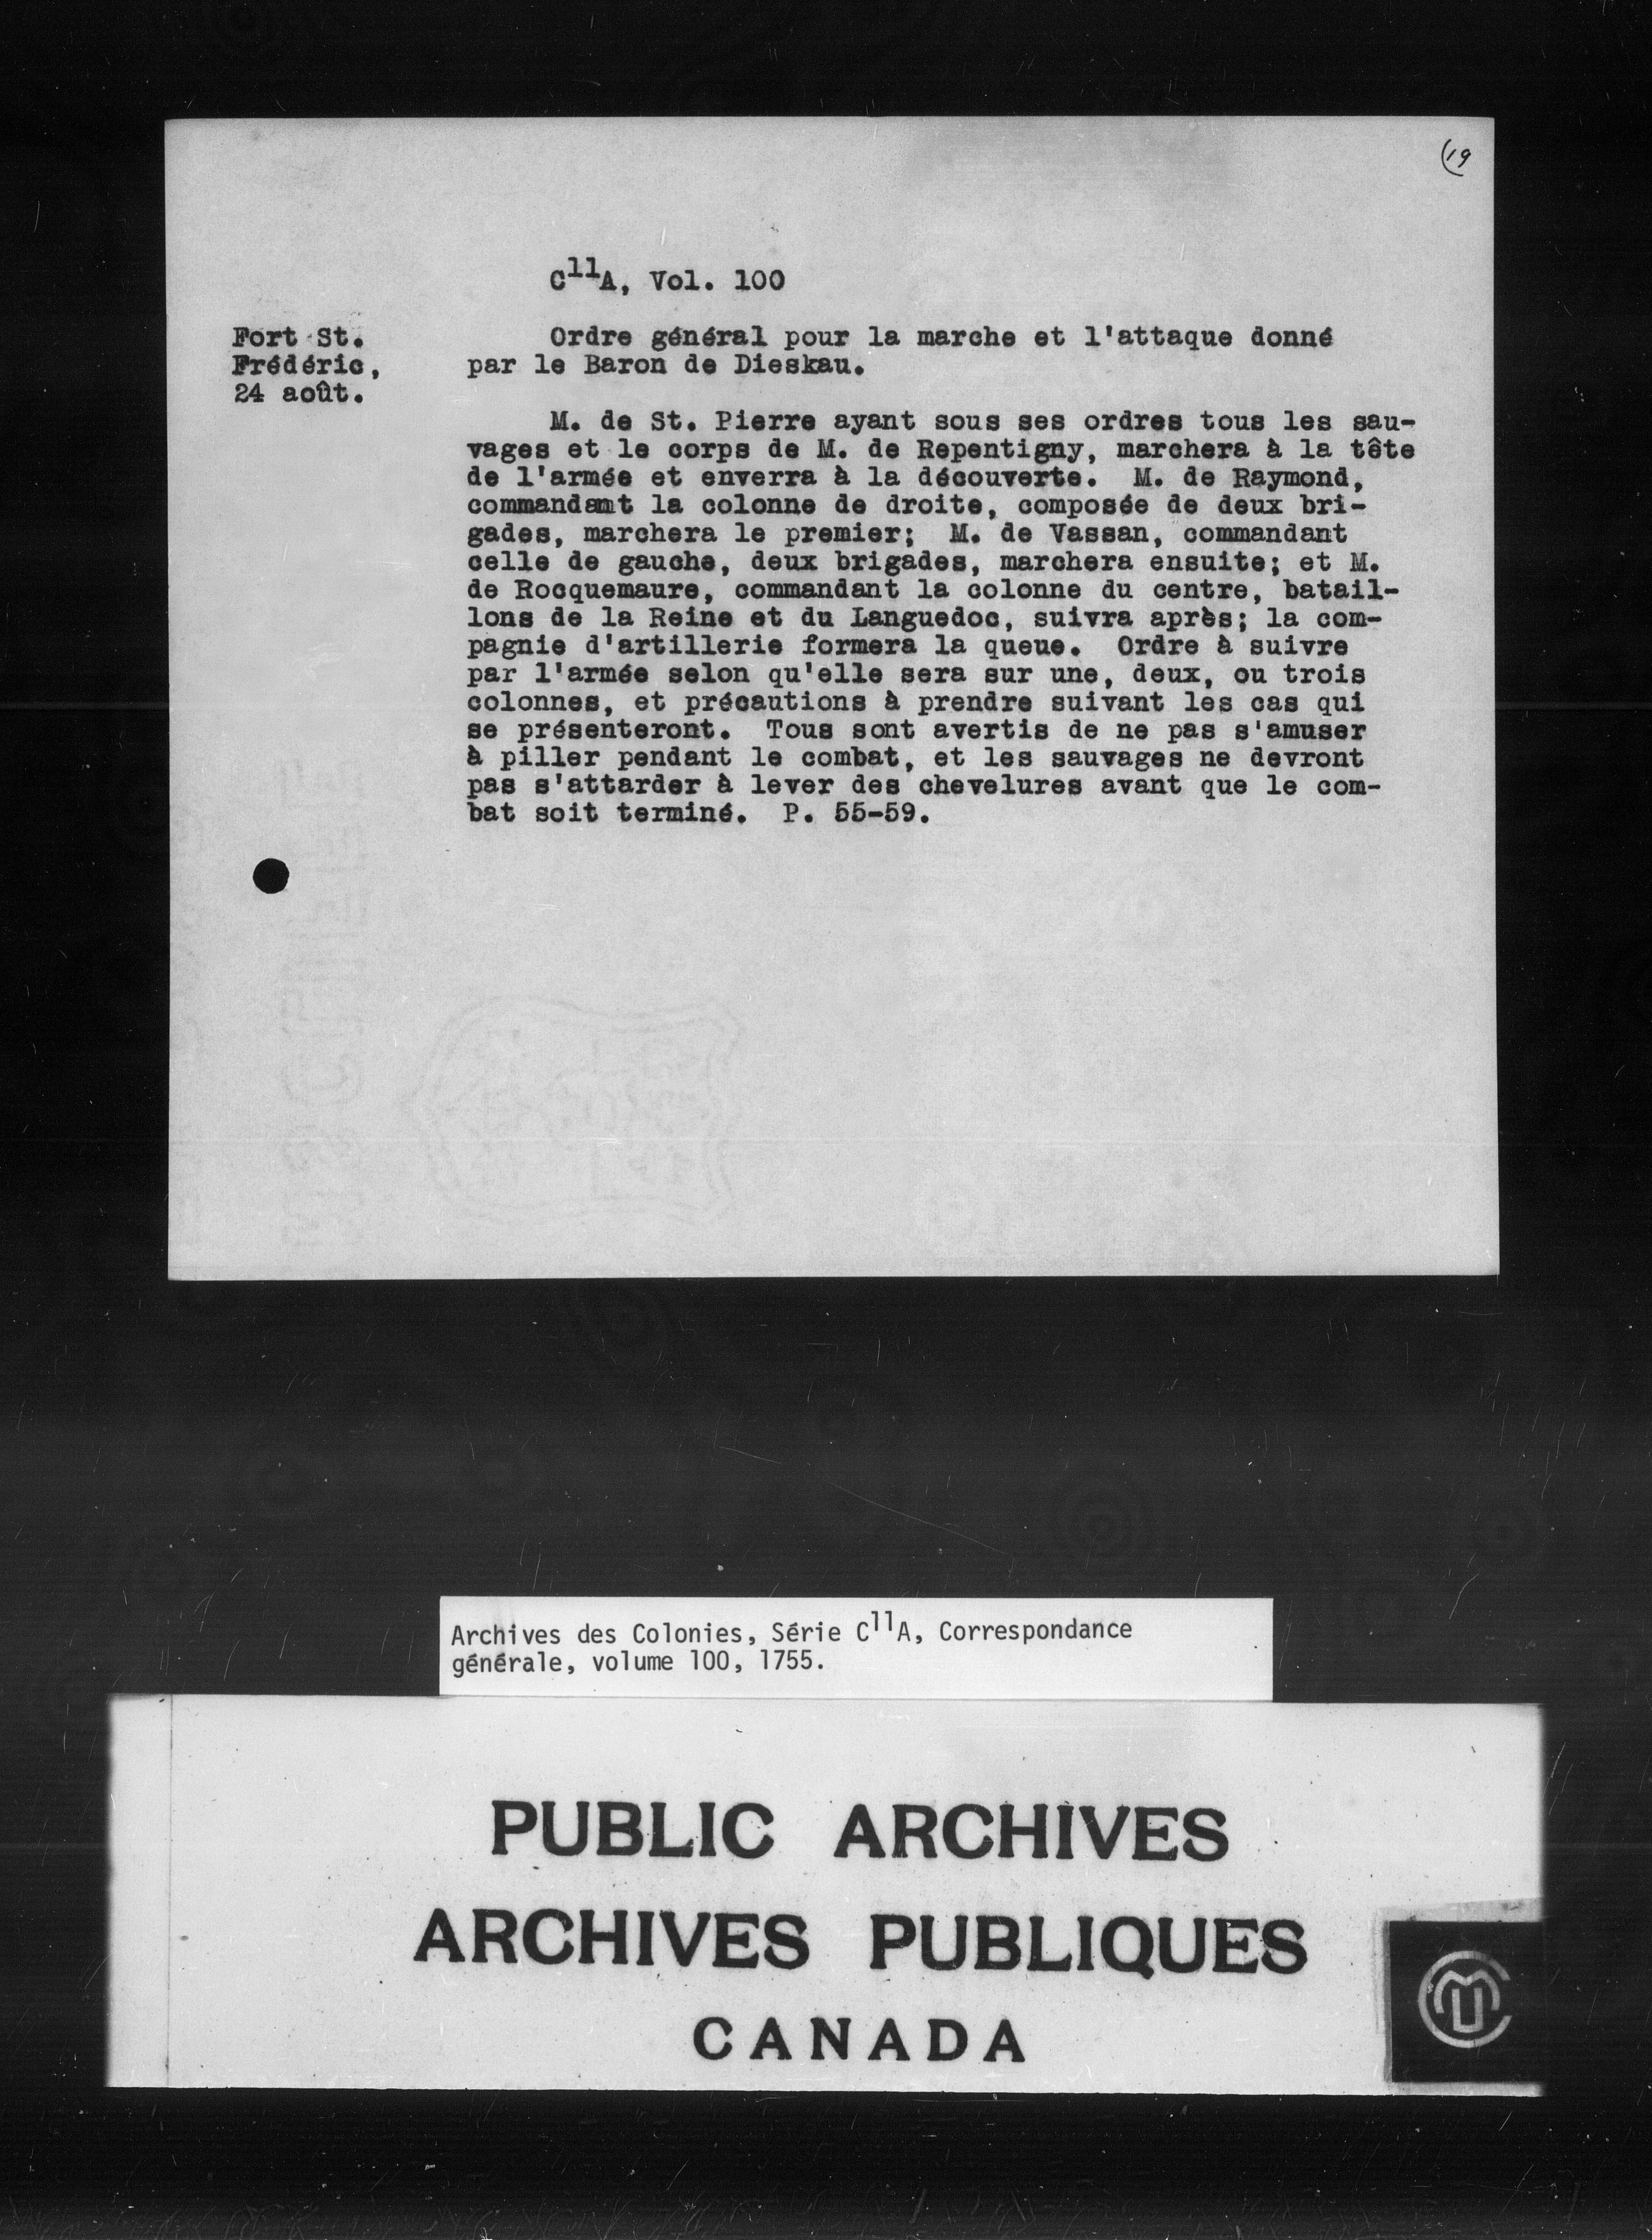 (19
C11A, Vol. 100
Fort St.
Frédéric,
24 août.
Ordre général pour la marche et l'attaque donné
par le Baron de Dieskau.
M. de St. Pierre ayant sous ses ordres tous les sau-
vages et le corps de M. de Repentigny, marchera à la tête
de l'armée et enverra à la découverte. M. de Raymond,
commandant la colonne de droite, composée de deux bri-
gades, marchera le premier; M. de Vassan, commandant
celle de gauche, deux brigades, marchera ensuite; et M.
de Rocquemaure, commandant la colonne du centre, batail-
lons de la Reine et du Languedoc, suivra après; la com-
pagnie d'artillerie formera la queue. Ordre à suivre
par l'armée selon qu'elle sera sur une, deux, ou trois
colonnes, et précautions à prendre suivant les cas qui
se présenteront. Tous sont avertis de ne pas s'amuser
à piller pendant le combat, et les sauvages ne devront
pas s'attarder à lever des chevelures avant que le com-
bat soit terminé. P. 55-59.
Archives des Colonies, Série C11A, Correspondance
générale, volume 100, 1755.
PUBLIC ARCHIVES
ARCHIVES PUBLIQUES
CANADA